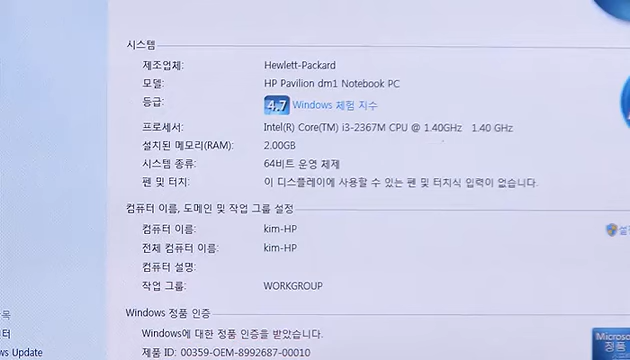 시스템
제조업체: Hewlett-Packard
모델: HP Pavilion dm1 Notebook PC
등급: 4.7 Windows 체험 지수
프로세서: Intel(R) Core(TM) i3-2367M CPU @ 1.40GHz 1.40 GHz
설치된 메모리(RAM): 2.00GB
시스템 종류: 64비트 운영 체제
펜 및 터치: 이 디스플레이에 사용할 수 있는 펜 및 터치식 입력이 없습니다.
컴퓨터 이름, 도메인 및 작업 그룹 설정
컴퓨터 이름: kim-HP
전체 컴퓨터 이름: kim-HP
컴퓨터 설명:
작업 그룹: WORKGROUP
Windows 정품 인증
Windows에 대한 정품 인증을 받았습니다.
Microso
정품
ws Update
제품 ID: 00359-OEM-8992687-00010